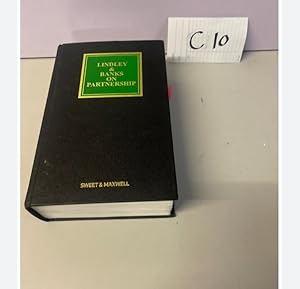 C 10
LINDLEY
&
BANKS
ON
PARTNERSHIP
SWEET & MAXWELL